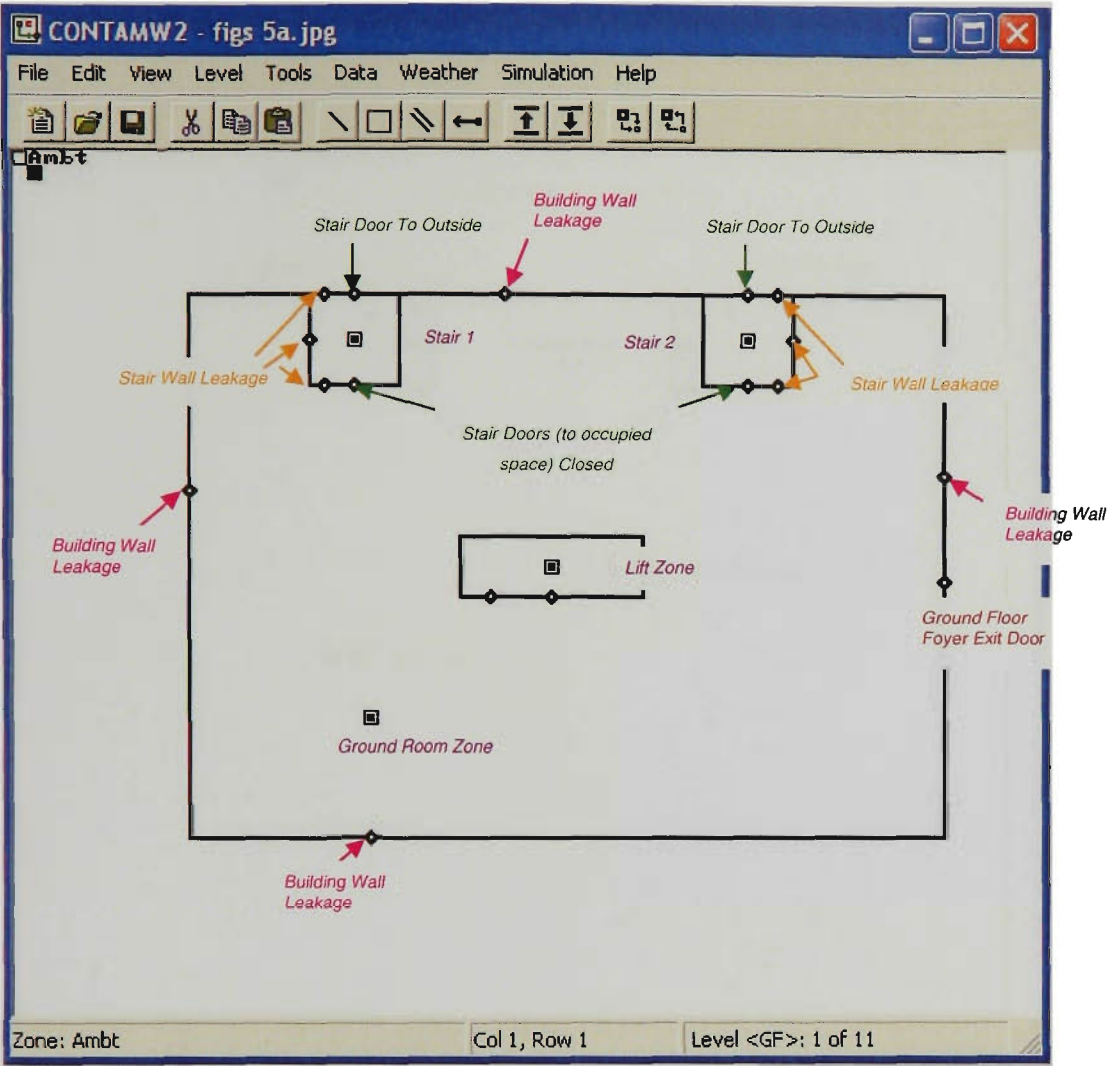 CONTAMW2 - figs 5a.jpg
File Edit View Level Tools Data Weather Simulation Help
Ambt
Building Wall
Leakage
Stair Door To Outside
Stair Door To Outside
Stair 1
Stair 2
Stair Wall Leakage
Stair Wall Leakage
Stair Doors (to occupied
space) Closed
Building Wall
Leakage
Building Wall
Leakage
Lift Zone
Ground Floor
Foyer Exit Door
Ground Room Zone
Building Wall
Leakage
Zone: Ambt
Col 1, Row 1
Level <GF>: 1 of 11